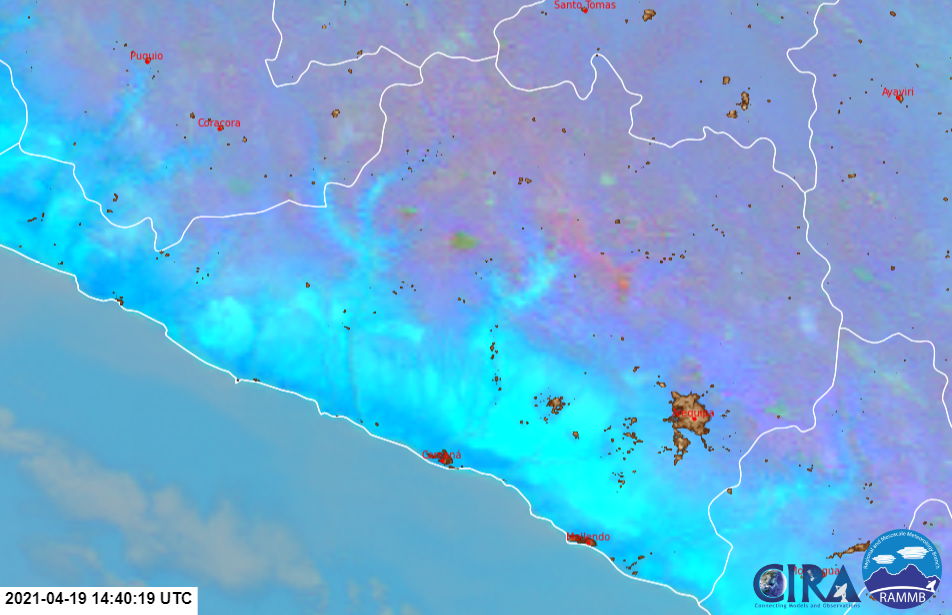 Santo Tomas
Puquio
Ayaviri
Coracora
Arequipa
Camaná
Mollendo
Moquegua
CIRA
Connecting Models and Observations
Regional and Mesoscale Meteorology Branch
RAMMB
2021-04-19 14:40:19 UTC